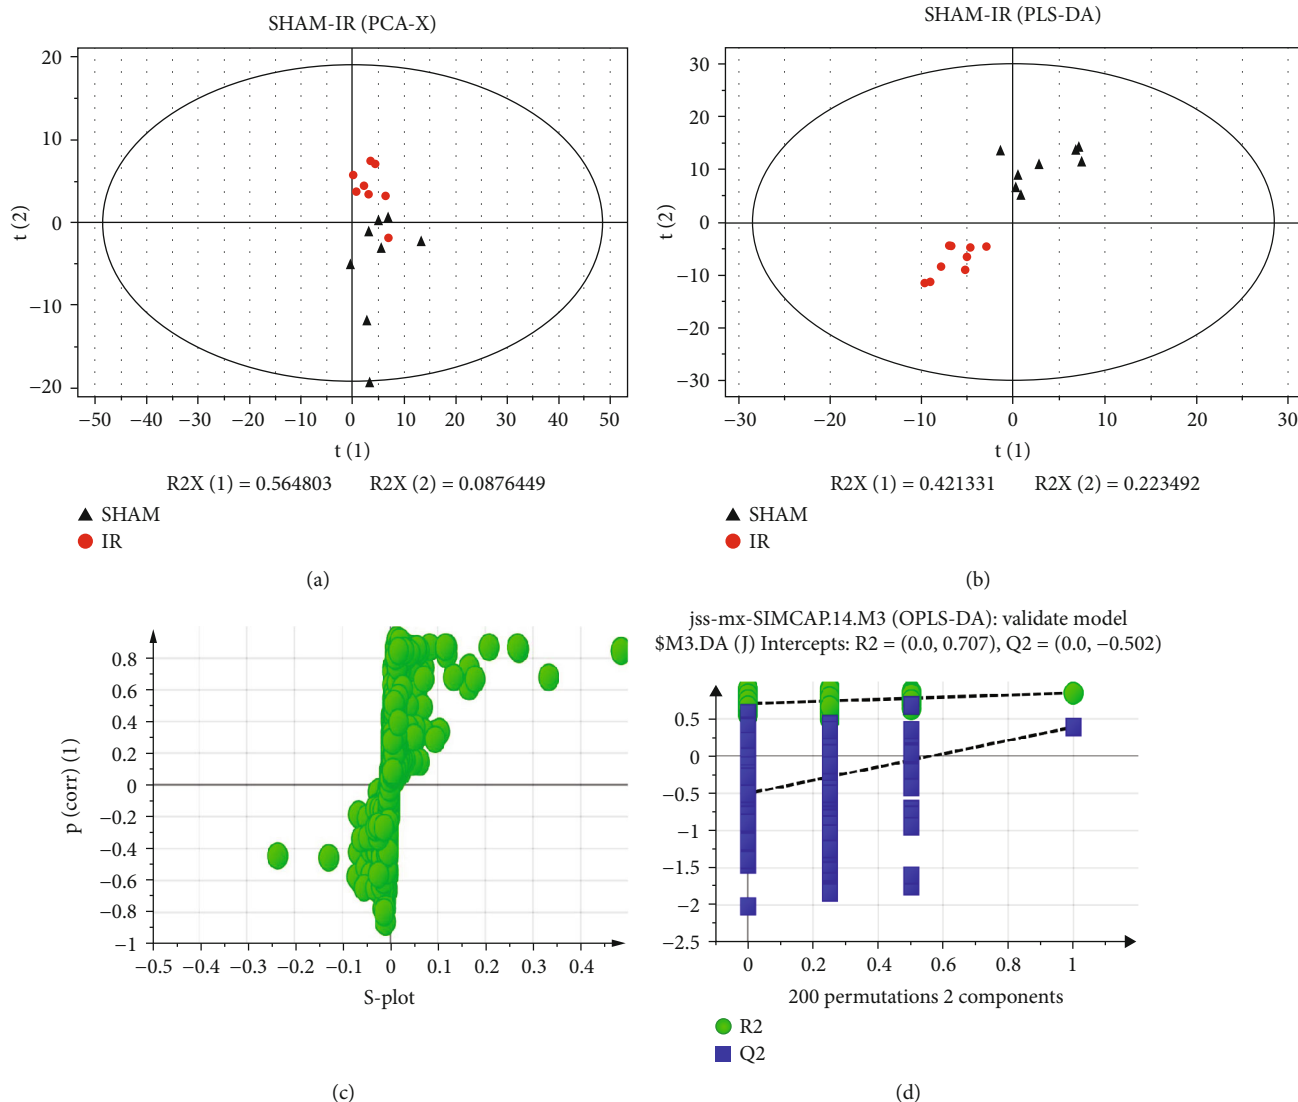 SHAM-IR (PCA-X)
20
10
0
−10
−20
t (2)
−50 −40 −30 −20 −10 0 10 20 30 40 50
t (1)
R2X (1) = 0.564803 R2X (2) = 0.0876449
SHAM
IR
(a)
SHAM-IR (PLS-DA)
30
20
10
0
−10
−20
−30
t (2)
−30 −20 −10 0 10 20 30
t (1)
R2X (1) = 0.421331 R2X (2) = 0.223492
SHAM
IR
(b)
0.8
0.6
0.4
0.2
0
−0.2
−0.4
−0.6
−0.8
−1
p (corr) (1)
−0.5 −0.4 −0.3 −0.2 −0.1 0 0.1 0.2 0.3 0.4
S-plot
(c)
jss-mx-SIMCAP.14.M3 (OPLS-DA): validate model
$M3.DA (J) Intercepts: R2 = (0.0, 0.707), Q2 = (0.0, −0.502)
0.5
0
−0.5
−1
−1.5
−2
−2.5
0 0.2 0.4 0.6 0.8 1
200 permutations 2 components
R2
Q2
(d)